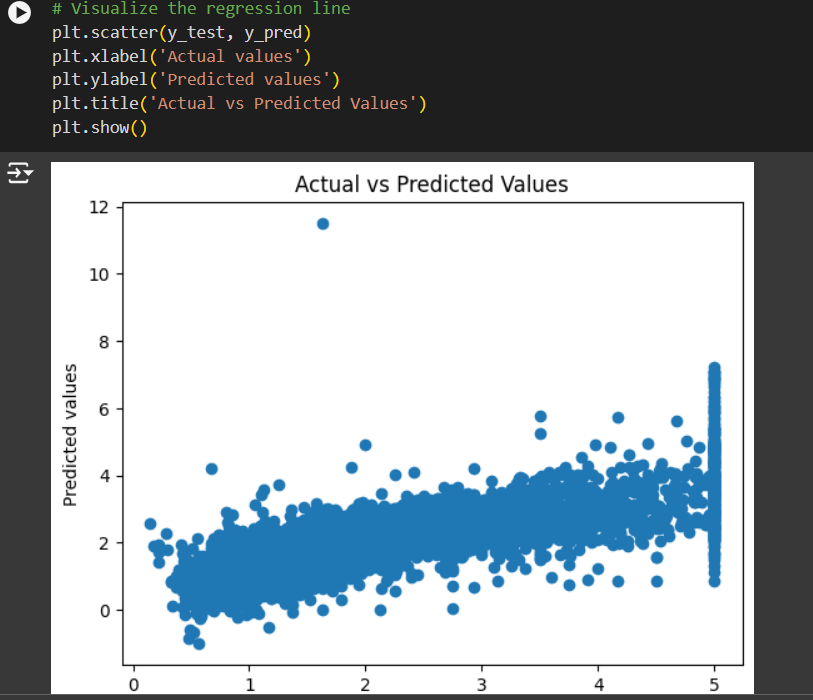 # Visualize the regression line
plt.scatter(y_test, y_pred)
plt.xlabel('Actual values')
plt.ylabel('Predicted values')
plt.title('Actual vs Predicted Values')
plt.show()
Actual vs Predicted Values
12
10
8
6
4
2
0
Predicted values
0 1 2 3 4 5